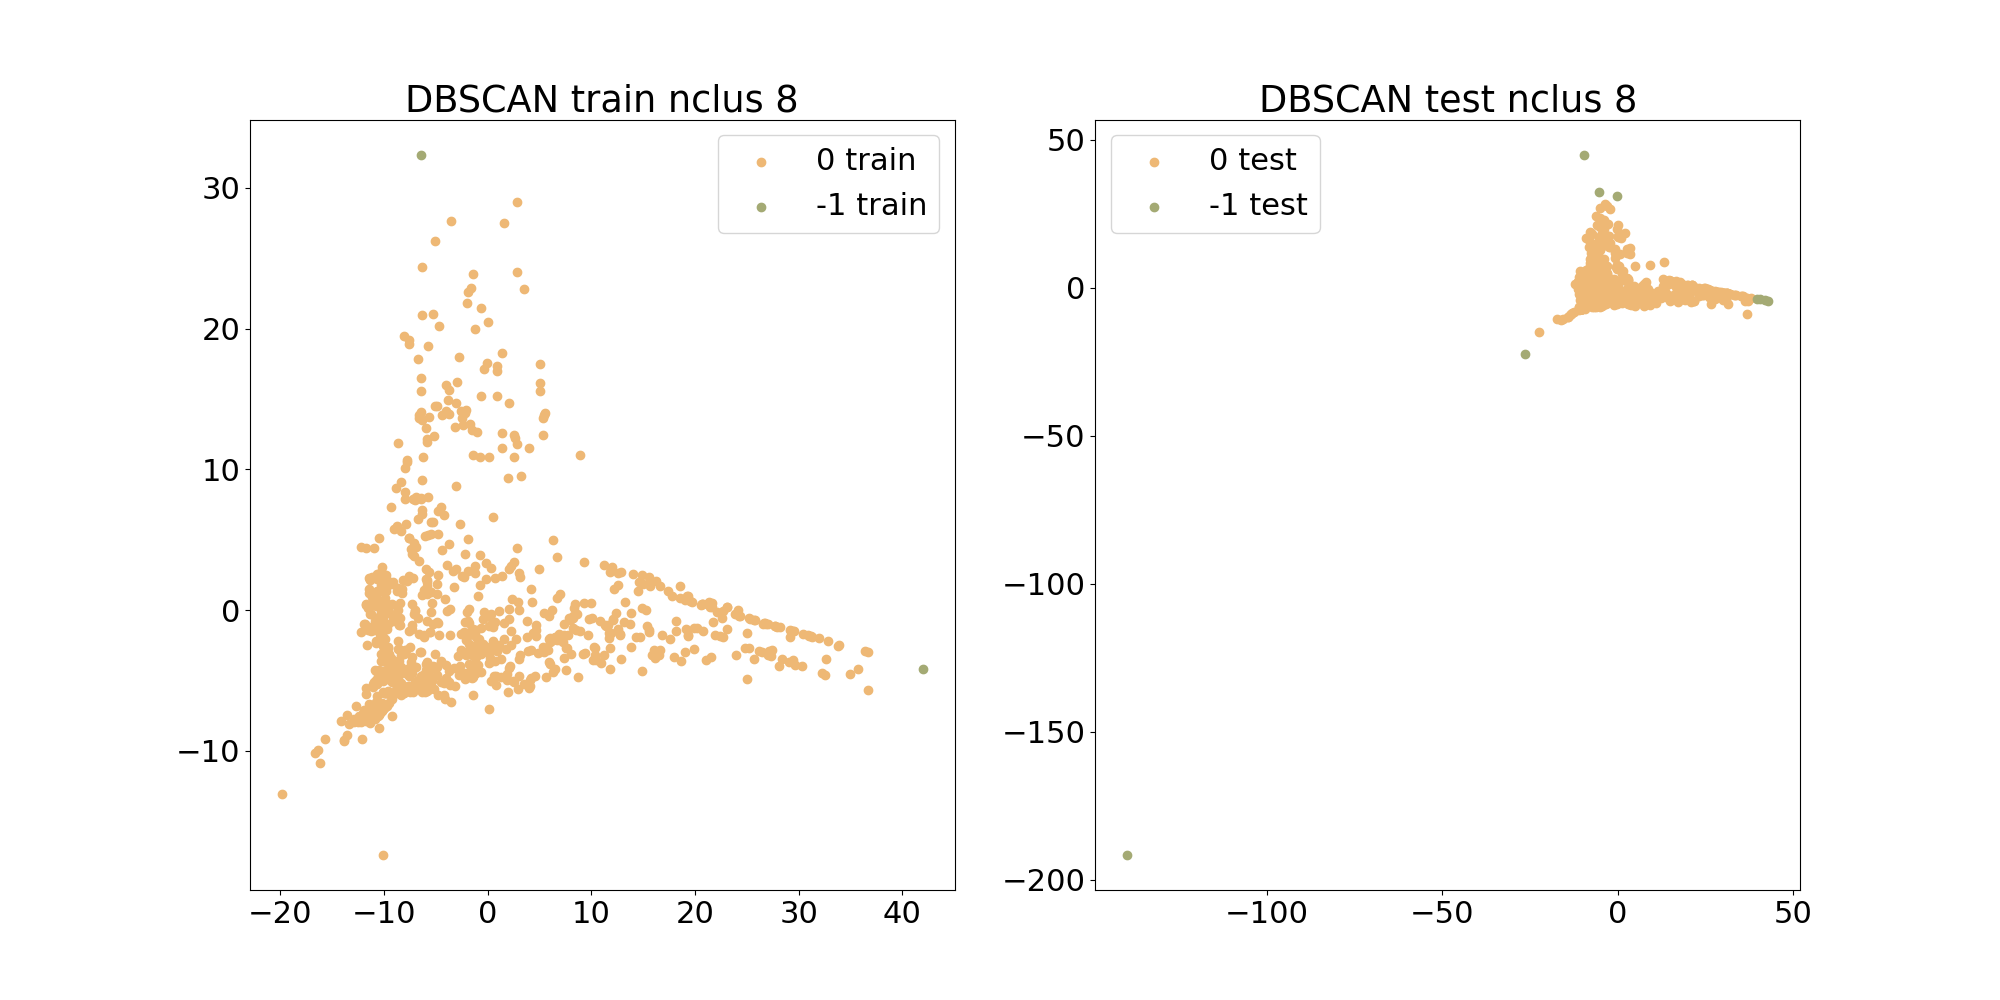 DBSCAN train nclus 8
0 train
-1 train
30
20
10
0
−10
−20 −10 0 10 20 30 40
DBSCAN test nclus 8
0 test
-1 test
50
0
−50
−100
−150
−200
−100 −50 0 50